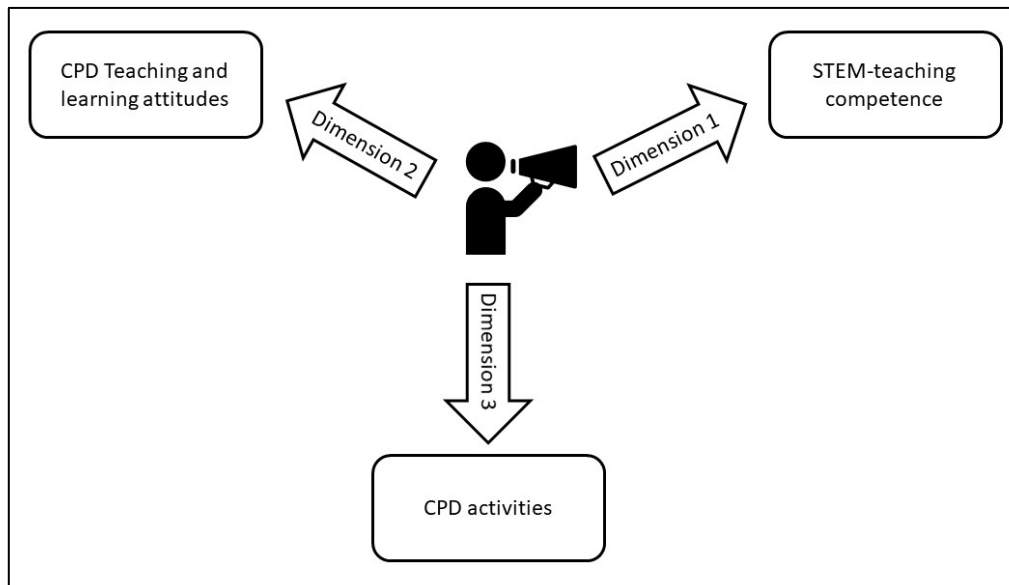 CPD Teaching and
learning attitudes
STEM-teaching
competence
Dimension 2
Dimension 1
Dimension 3
CPD activities